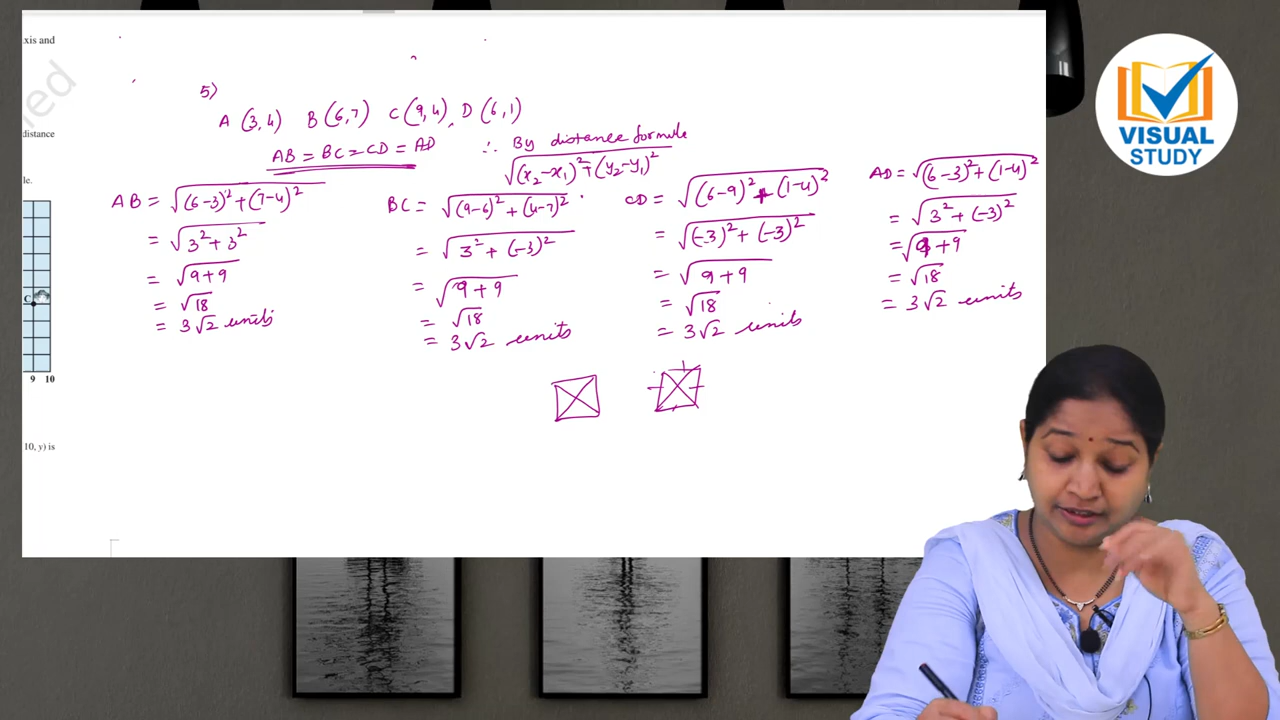 xis and
ed
distance
le.
C
9 10
10, y) is
5)
A (3,4) B (6,7) C (9,4), D (6,1)
AB = BC = CD = AD
∴ By distance formula
√(x₂-x₁)²+(y₂-y₁)²
AB = √(6-3)²+(7-4)²
= √3²+3²
= √9+9
= √18
= 3√2 units
BC = √(9-6)²+(4-7)²
= √3²+(-3)²
= √9+9
= √18
= 3√2 units
CD = √(6-9)²+(1-4)²
= √(-3)²+(-3)²
= √9+9
= √18
= 3√2 units
AD = √(6-3)²+(1-4)²
= √3²+(-3)²
= √9+9
= √18
= 3√2 units
VISUAL
STUDY